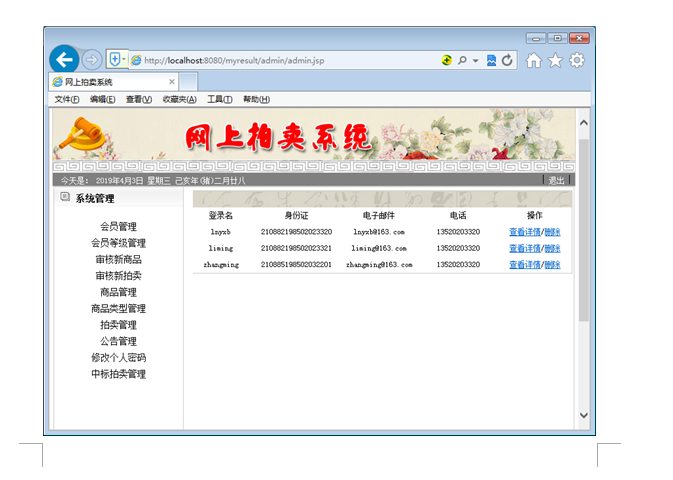 http://localhost:8080/myresult/admin/admin.jsp
网上拍卖系统
文件(F) 编辑(E) 查看(V) 收藏夹(A) 工具(T) 帮助(H)
网上拍卖系统
今天是： 2019年4月3日 星期三 己亥年(猪)二月廿八 退出
系统管理
会员管理
会员等级管理
审核新商品
审核新拍卖
商品管理
商品类型管理
拍卖管理
公告管理
修改个人密码
中标拍卖管理
登录名 身份证 电子邮件 电话 操作
lnyxb 210882198502023320 lnyxb@163.com 13520203320 查看详情/删除
liming 210882198502023321 liming@163.com 13520203320 查看详情/删除
zhangming 210885198502032201 zhangming@163.com 13520203320 查看详情/删除